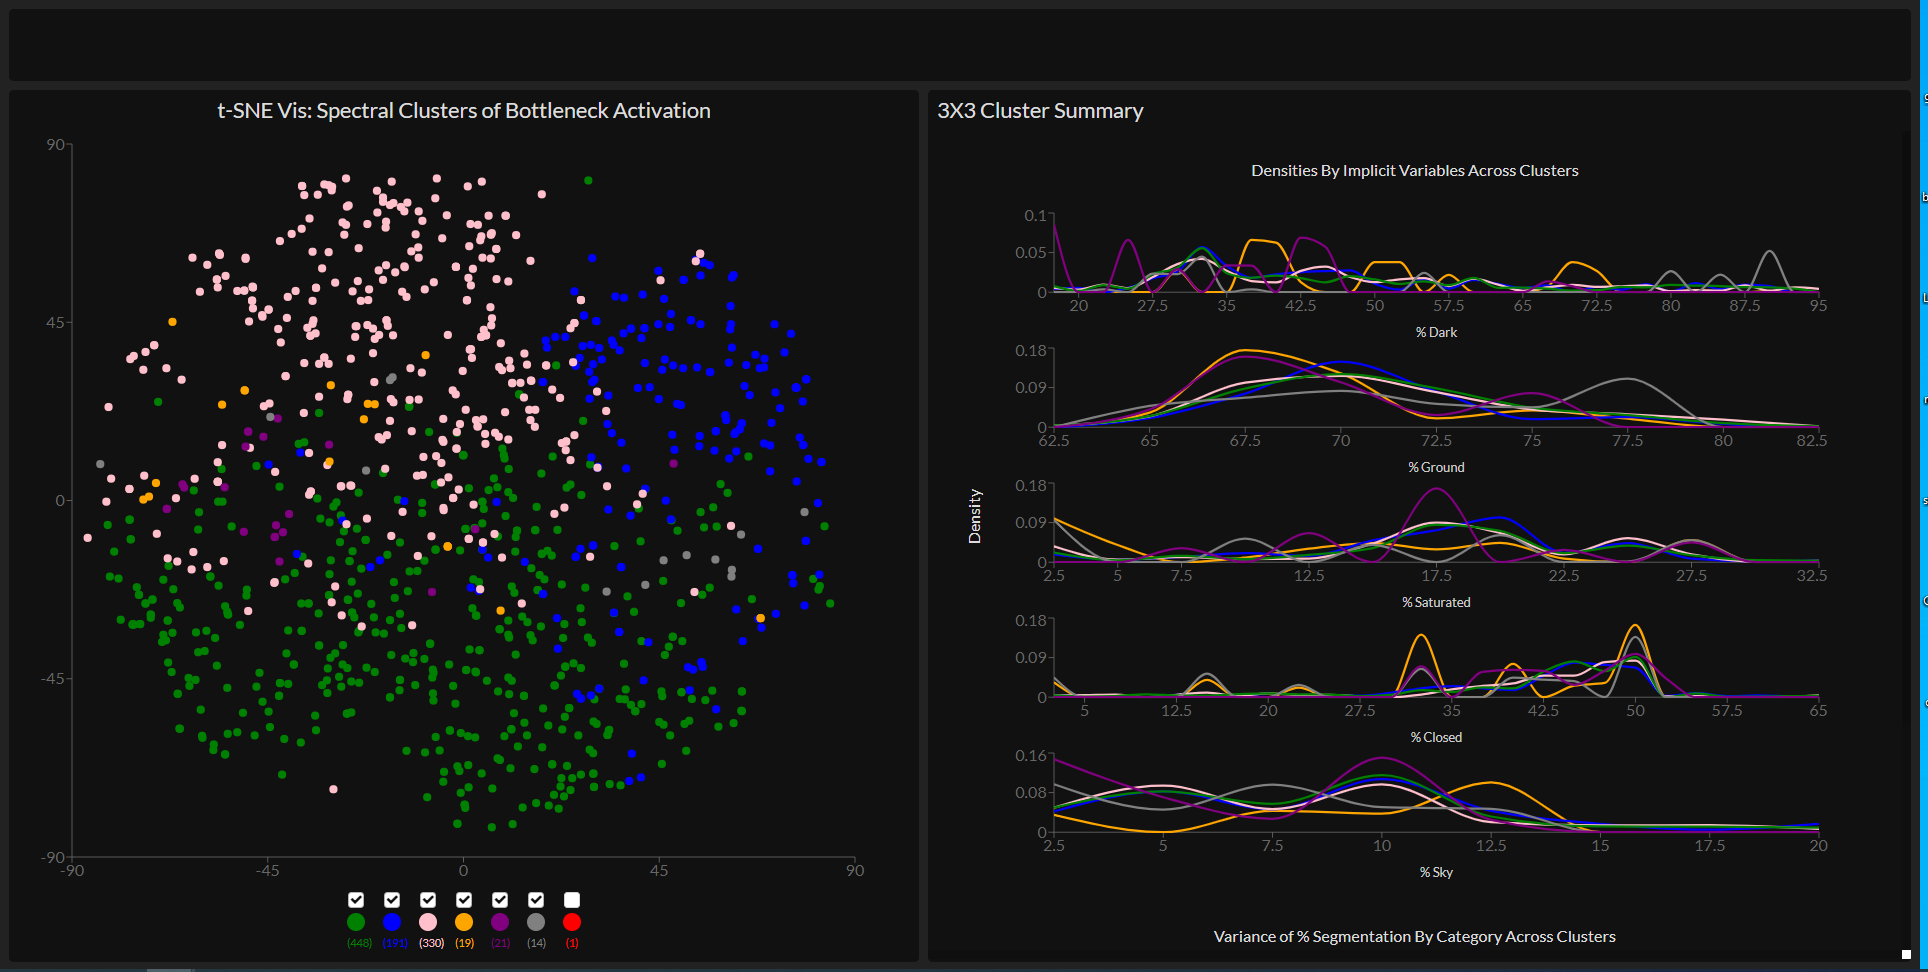 t-SNE Vis: Spectral Clusters of Bottleneck Activation
90
45
0
-45
-90
-90 -45 0 45 90
(448) (191) (330) (19) (21) (14) (1)
3X3 Cluster Summary
Densities By Implicit Variables Across Clusters
Density
0.1
0.05
0
20 27.5 35 42.5 50 57.5 65 72.5 80 87.5 95
% Dark
0.18
0.09
0
62.5 65 67.5 70 72.5 75 77.5 80 82.5
% Ground
0.18
0.09
0
2.5 5 7.5 12.5 17.5 22.5 27.5 32.5
% Saturated
0.18
0.09
0
5 12.5 20 27.5 35 42.5 50 57.5 65
% Closed
0.16
0.08
0
2.5 5 7.5 10 12.5 15 17.5 20
% Sky
Variance of % Segmentation By Category Across Clusters